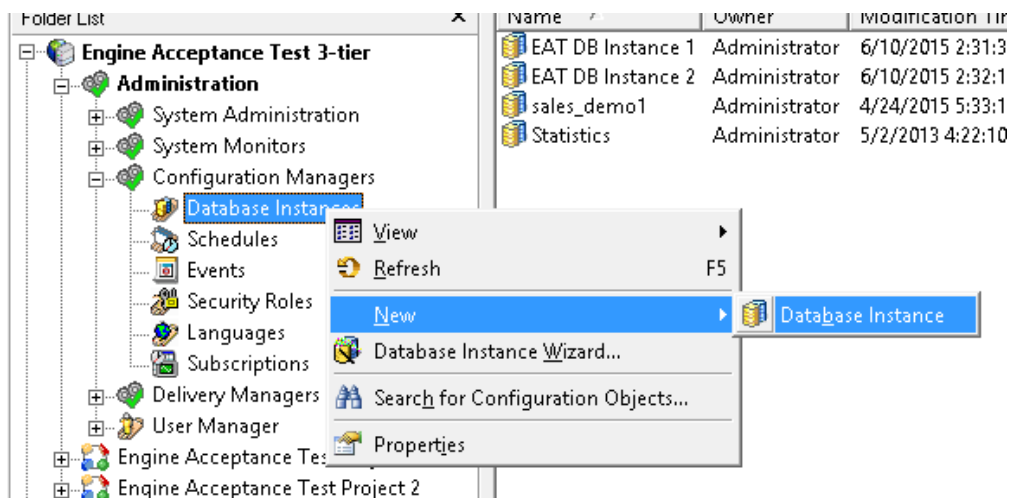 Folder List
Engine Acceptance Test 3-tier
Administration
System Administration
System Monitors
Configuration Managers
Database Instances
Schedules
Events
Security Roles
Languages
Subscriptions
Delivery Managers
User Manager
Engine Acceptance Tes
Engine Acceptance Test Project 2
View
Refresh F5
New
Database Instance Wizard...
Search for Configuration Objects...
Properties
Database Instance
Name Owner Modification Tir
EAT DB Instance 1 Administrator 6/10/2015 2:31:3
EAT DB Instance 2 Administrator 6/10/2015 2:32:1
sales_demo1 Administrator 4/24/2015 5:33:1
Statistics Administrator 5/2/2013 4:22:10